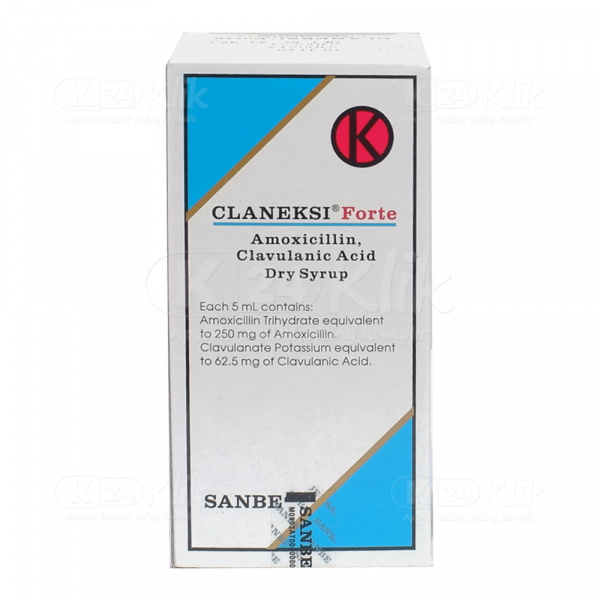 K
CLANEKSI® Forte
Amoxicillin,
Clavulanic Acid
Dry Syrup
Each 5 mL contains:
Amoxicillin Trihydrate equivalent
to 250 mg of Amoxicillin.
Clavulanate Potassium equivalent
to 62.5 mg of Clavulanic Acid.
SANBE
SANBE
K24Klik